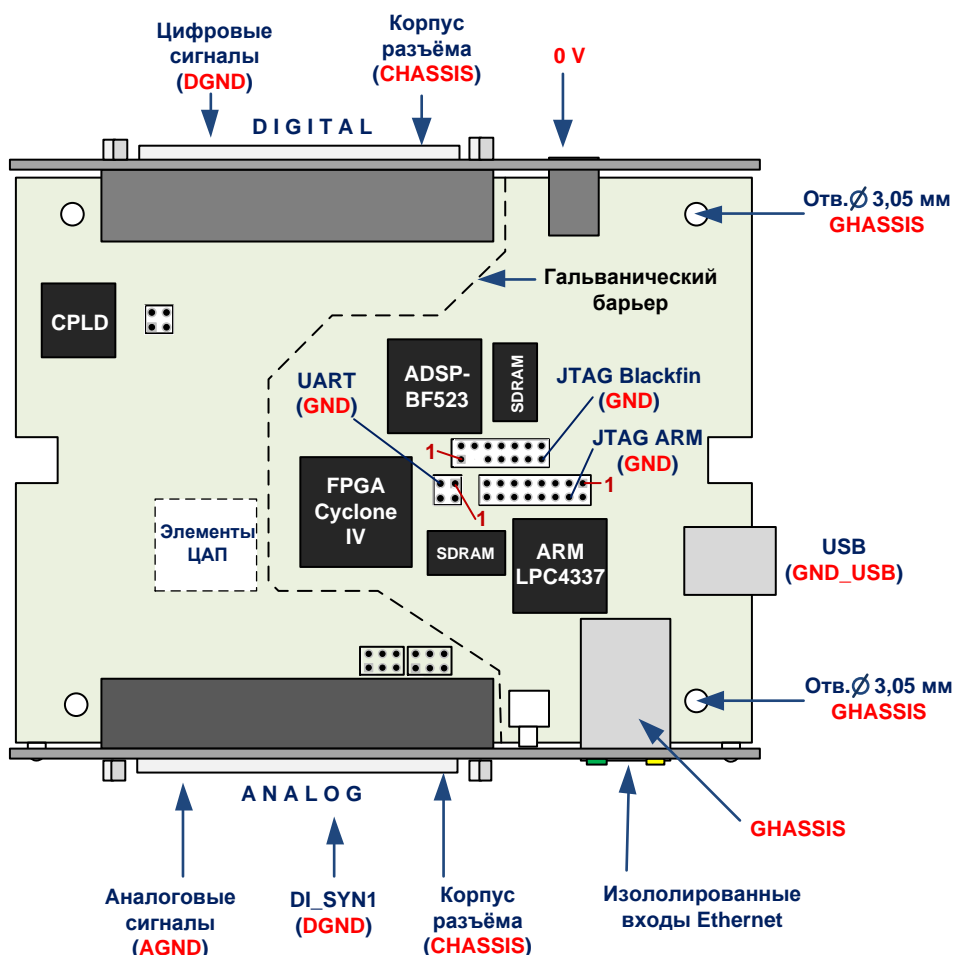 Цифровые
сигналы
(DGND)
Корпус
разъёма
(CHASSIS)
0 V
DIGITAL
Отв.∅ 3,05 мм
GHASSIS
Гальванический
барьер
CPLD
ADSP-
BF523
SDRAM
UART
(GND)
JTAG Blackfin
(GND)
JTAG ARM
(GND)
1
1
1
FPGA
Cyclone
IV
Элементы
ЦАП
SDRAM
ARM
LPC4337
USB
(GND_USB)
Отв.∅ 3,05 мм
GHASSIS
ANALOG
GHASSIS
Аналоговые
сигналы
(AGND)
DI_SYN1
(DGND)
Корпус
разъёма
(CHASSIS)
Изололированные
входы Ethernet